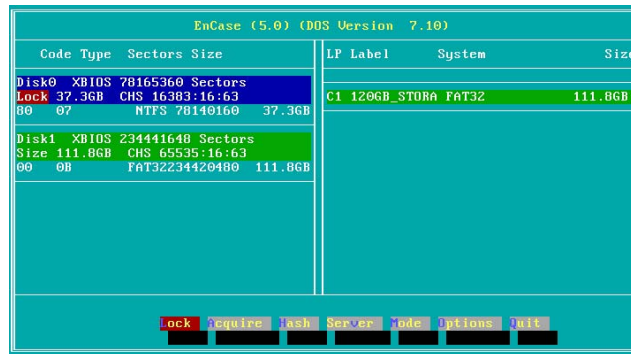 EnCase (5.0) (DOS Version 7.10)
Code Type Sectors Size
Disk0 XBIOS 78165360 Sectors
Lock 37.3GB CHS 16383:16:63
80 07 NTFS 78140160 37.3GB
Disk1 XBIOS 234441648 Sectors
Size 111.8GB CHS 65535:16:63
00 0B FAT32234420480 111.8GB
LP Label System Size
C1 120GB_STORA FAT32 111.8GB
Lock Acquire Hash Server Mode Options Quit